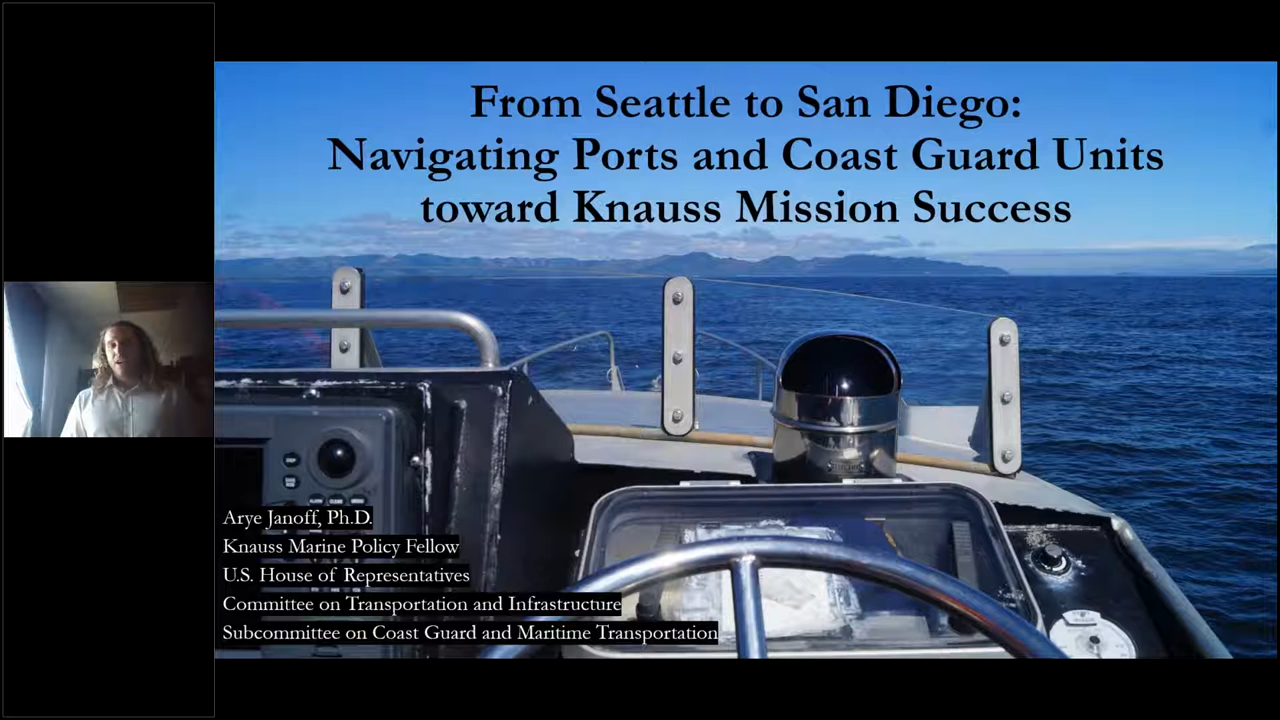 From Seattle to San Diego:
Navigating Ports and Coast Guard Units
toward Knauss Mission Success
Arye Janoff, Ph.D.
Knauss Marine Policy Fellow
U.S. House of Representatives
Committee on Transportation and Infrastructure
Subcommittee on Coast Guard and Maritime Transportation